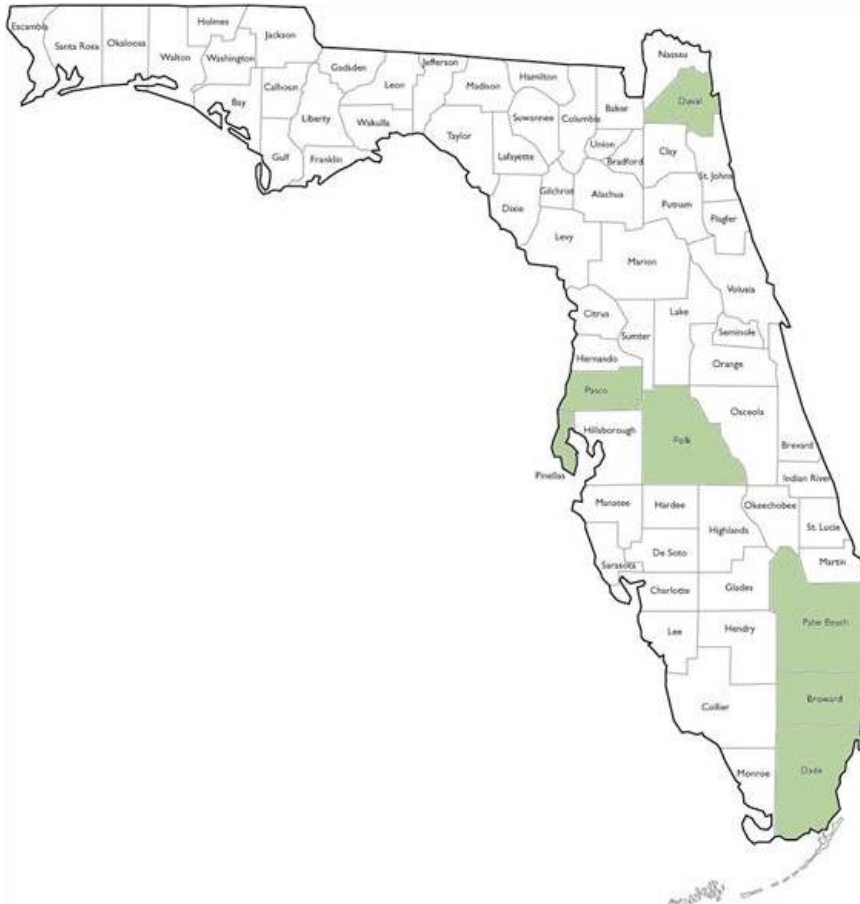 Escambia
Santa Rosa
Okaloosa
Walton
Holmes
Washington
Jackson
Bay
Calhoun
Gulf
Liberty
Gadsden
Franklin
Leon
Wakulla
Jefferson
Madison
Taylor
Hamilton
Suwannee
Lafayette
Dixie
Columbia
Gilchrist
Levy
Baker
Union
Bradford
Alachua
Nassau
Duval
Clay
St. Johns
Putnam
Flagler
Marion
Volusia
Citrus
Sumter
Lake
Seminole
Hernando
Orange
Pasco
Osceola
Hillsborough
Polk
Brevard
Pinellas
Indian River
Manatee
Hardee
Okeechobee
Highlands
St. Lucie
De Soto
Sarasota
Martin
Charlotte
Glades
Lee
Hendry
Palm Beach
Broward
Collier
Monroe
Dade